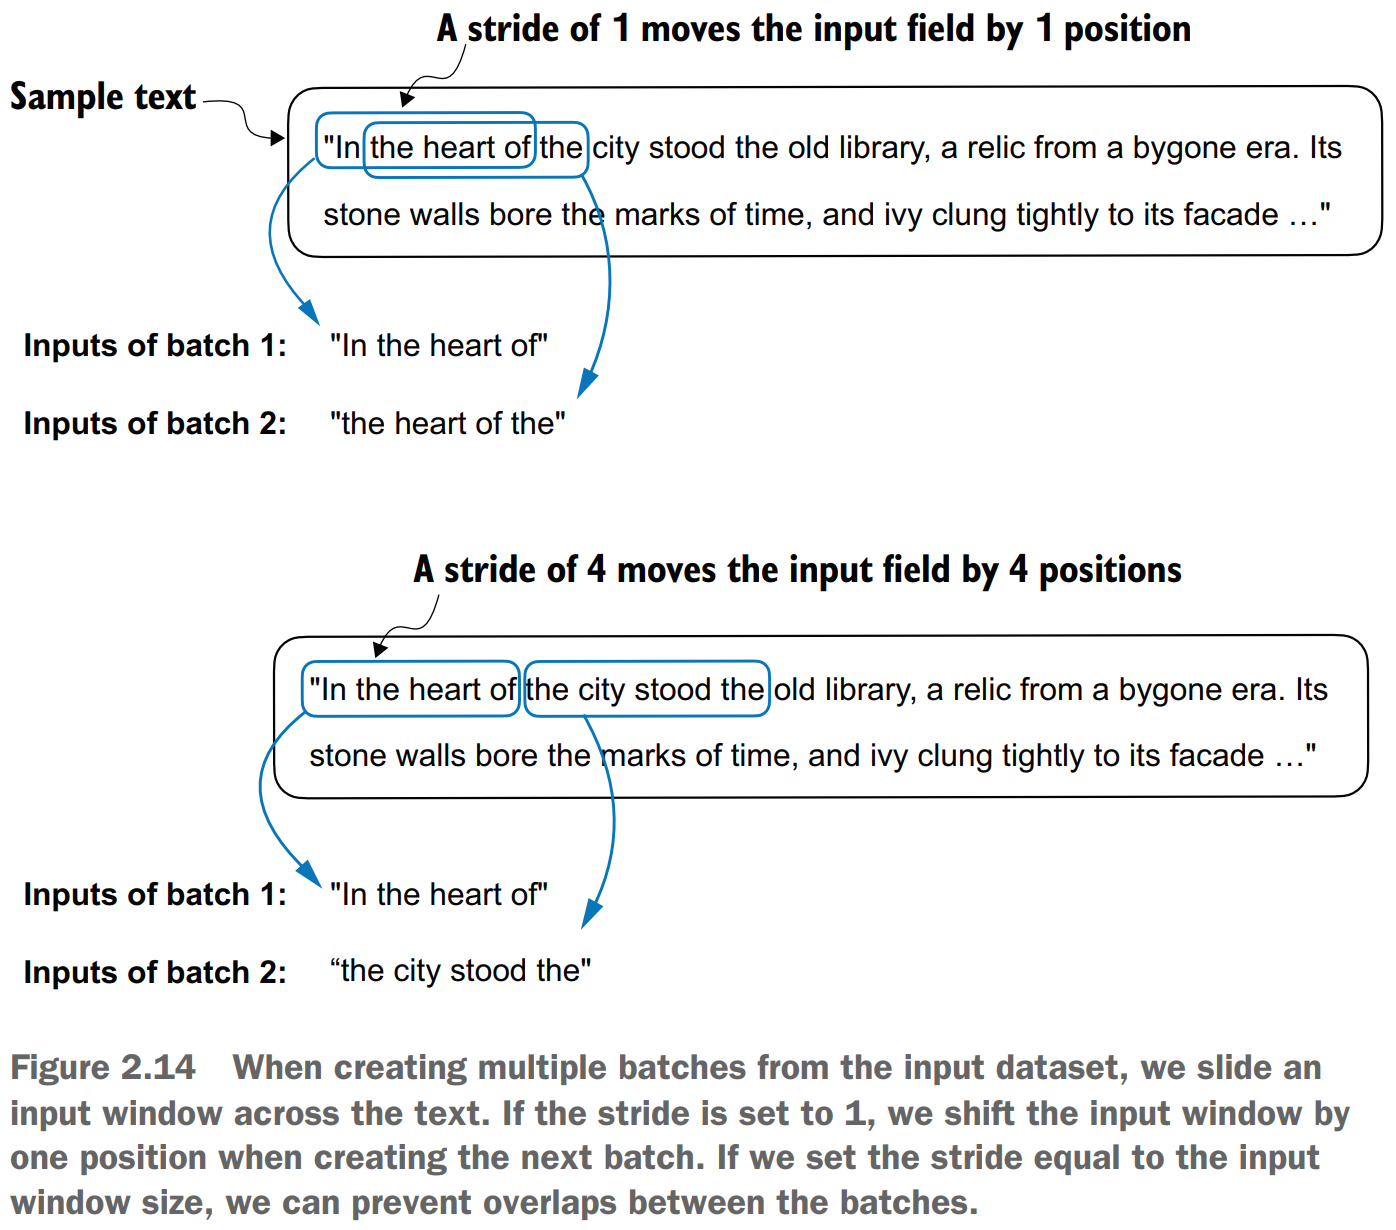 A stride of 1 moves the input field by 1 position
Sample text
"In the heart of the city stood the old library, a relic from a bygone era. Its
stone walls bore the marks of time, and ivy clung tightly to its facade …"
Inputs of batch 1: "In the heart of"
Inputs of batch 2: "the heart of the"
A stride of 4 moves the input field by 4 positions
"In the heart of the city stood the old library, a relic from a bygone era. Its
stone walls bore the marks of time, and ivy clung tightly to its facade …"
Inputs of batch 1: "In the heart of"
Inputs of batch 2: “the city stood the"
Figure 2.14 When creating multiple batches from the input dataset, we slide an
input window across the text. If the stride is set to 1, we shift the input window by
one position when creating the next batch. If we set the stride equal to the input
window size, we can prevent overlaps between the batches.